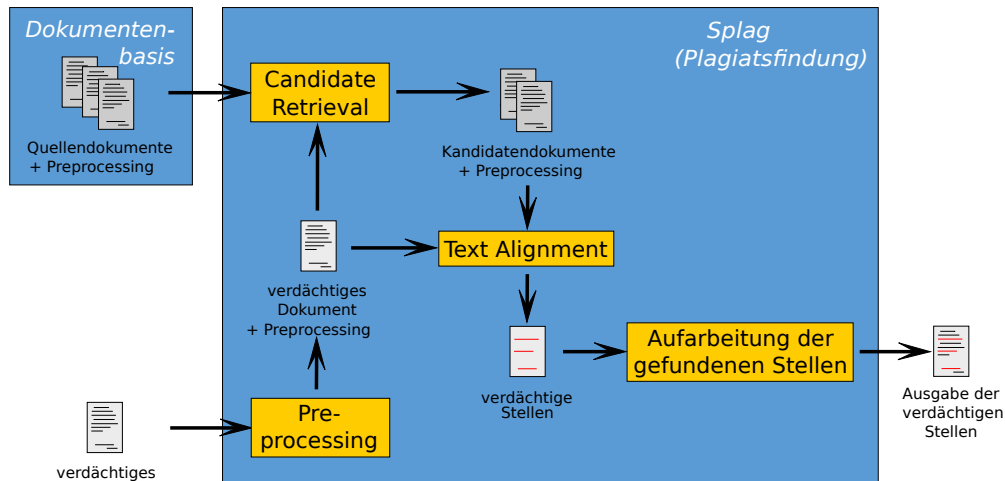 Dokumenten-
basis
Quellendokumente
+ Preprocessing
Splag
(Plagiatsfindung)
Candidate
Retrieval
Kandidatendokumente
+ Preprocessing
Text Alignment
verdächtiges
Dokument
+ Preprocessing
verdächtige
Stellen
Aufarbeitung der
gefundenen Stellen
Ausgabe der
verdächtigen
Stellen
Pre-
processing
verdächtiges